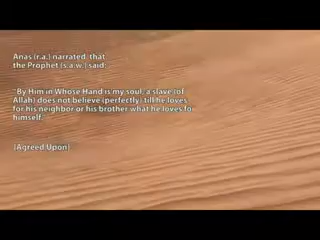 Anas (r.a.) narrated, that
the Prophet (s.a.w.) said:
"By Him in Whose Hand is my soul, a slave (of
Allah) does not believe (perfectly) till he loves
for his neighbor or his brother what he loves fo
himself."
(Agreed Upon)